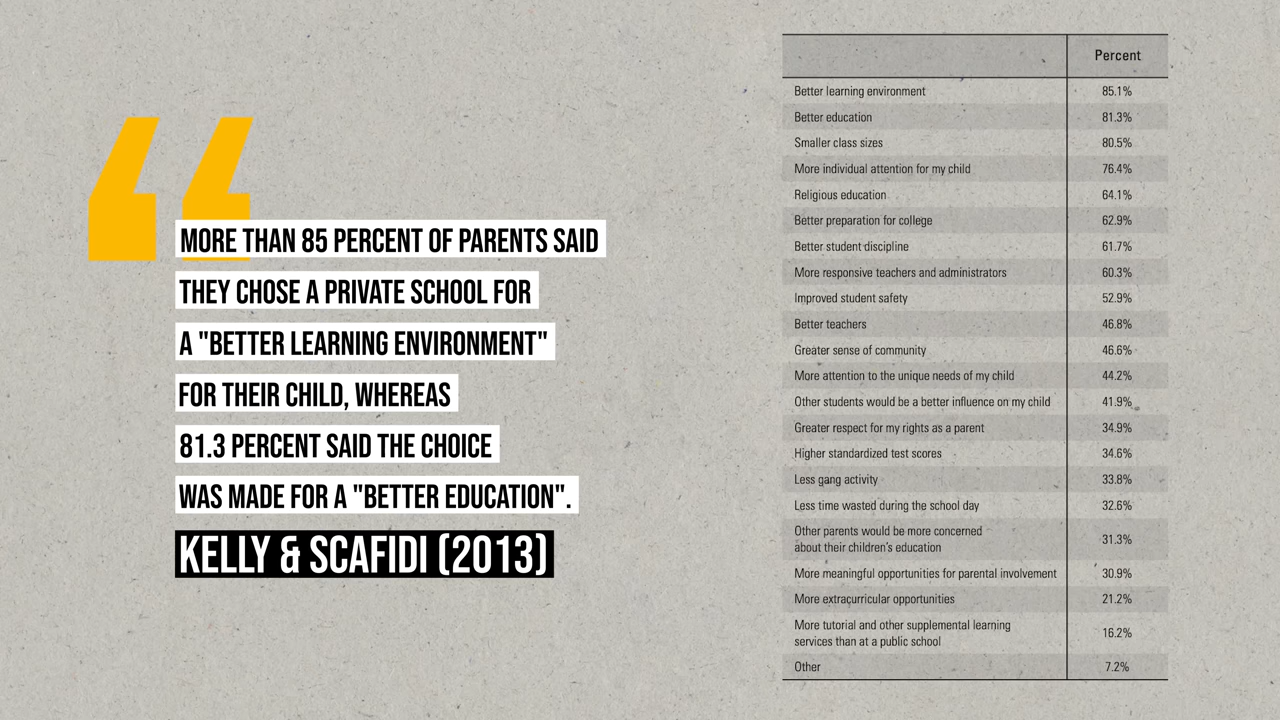 “
MORE THAN 85 PERCENT OF PARENTS SAID
THEY CHOSE A PRIVATE SCHOOL FOR
A "BETTER LEARNING ENVIRONMENT"
FOR THEIR CHILD, WHEREAS
81.3 PERCENT SAID THE CHOICE
WAS MADE FOR A "BETTER EDUCATION".
KELLY & SCAFIDI (2013)
Percent
Better learning environment 85.1%
Better education 81.3%
Smaller class sizes 80.5%
More individual attention for my child 76.4%
Religious education 64.1%
Better preparation for college 62.9%
Better student discipline 61.7%
More responsive teachers and administrators 60.3%
Improved student safety 52.9%
Better teachers 46.8%
Greater sense of community 46.6%
More attention to the unique needs of my child 44.2%
Other students would be a better influence on my child 41.9%
Greater respect for my rights as a parent 34.9%
Higher standardized test scores 34.6%
Less gang activity 33.8%
Less time wasted during the school day 32.6%
Other parents would be more concerned
about their children's education 31.3%
More meaningful opportunities for parental involvement 30.9%
More extracurricular opportunities 21.2%
More tutorial and other supplemental learning
services than at a public school 16.2%
Other 7.2%